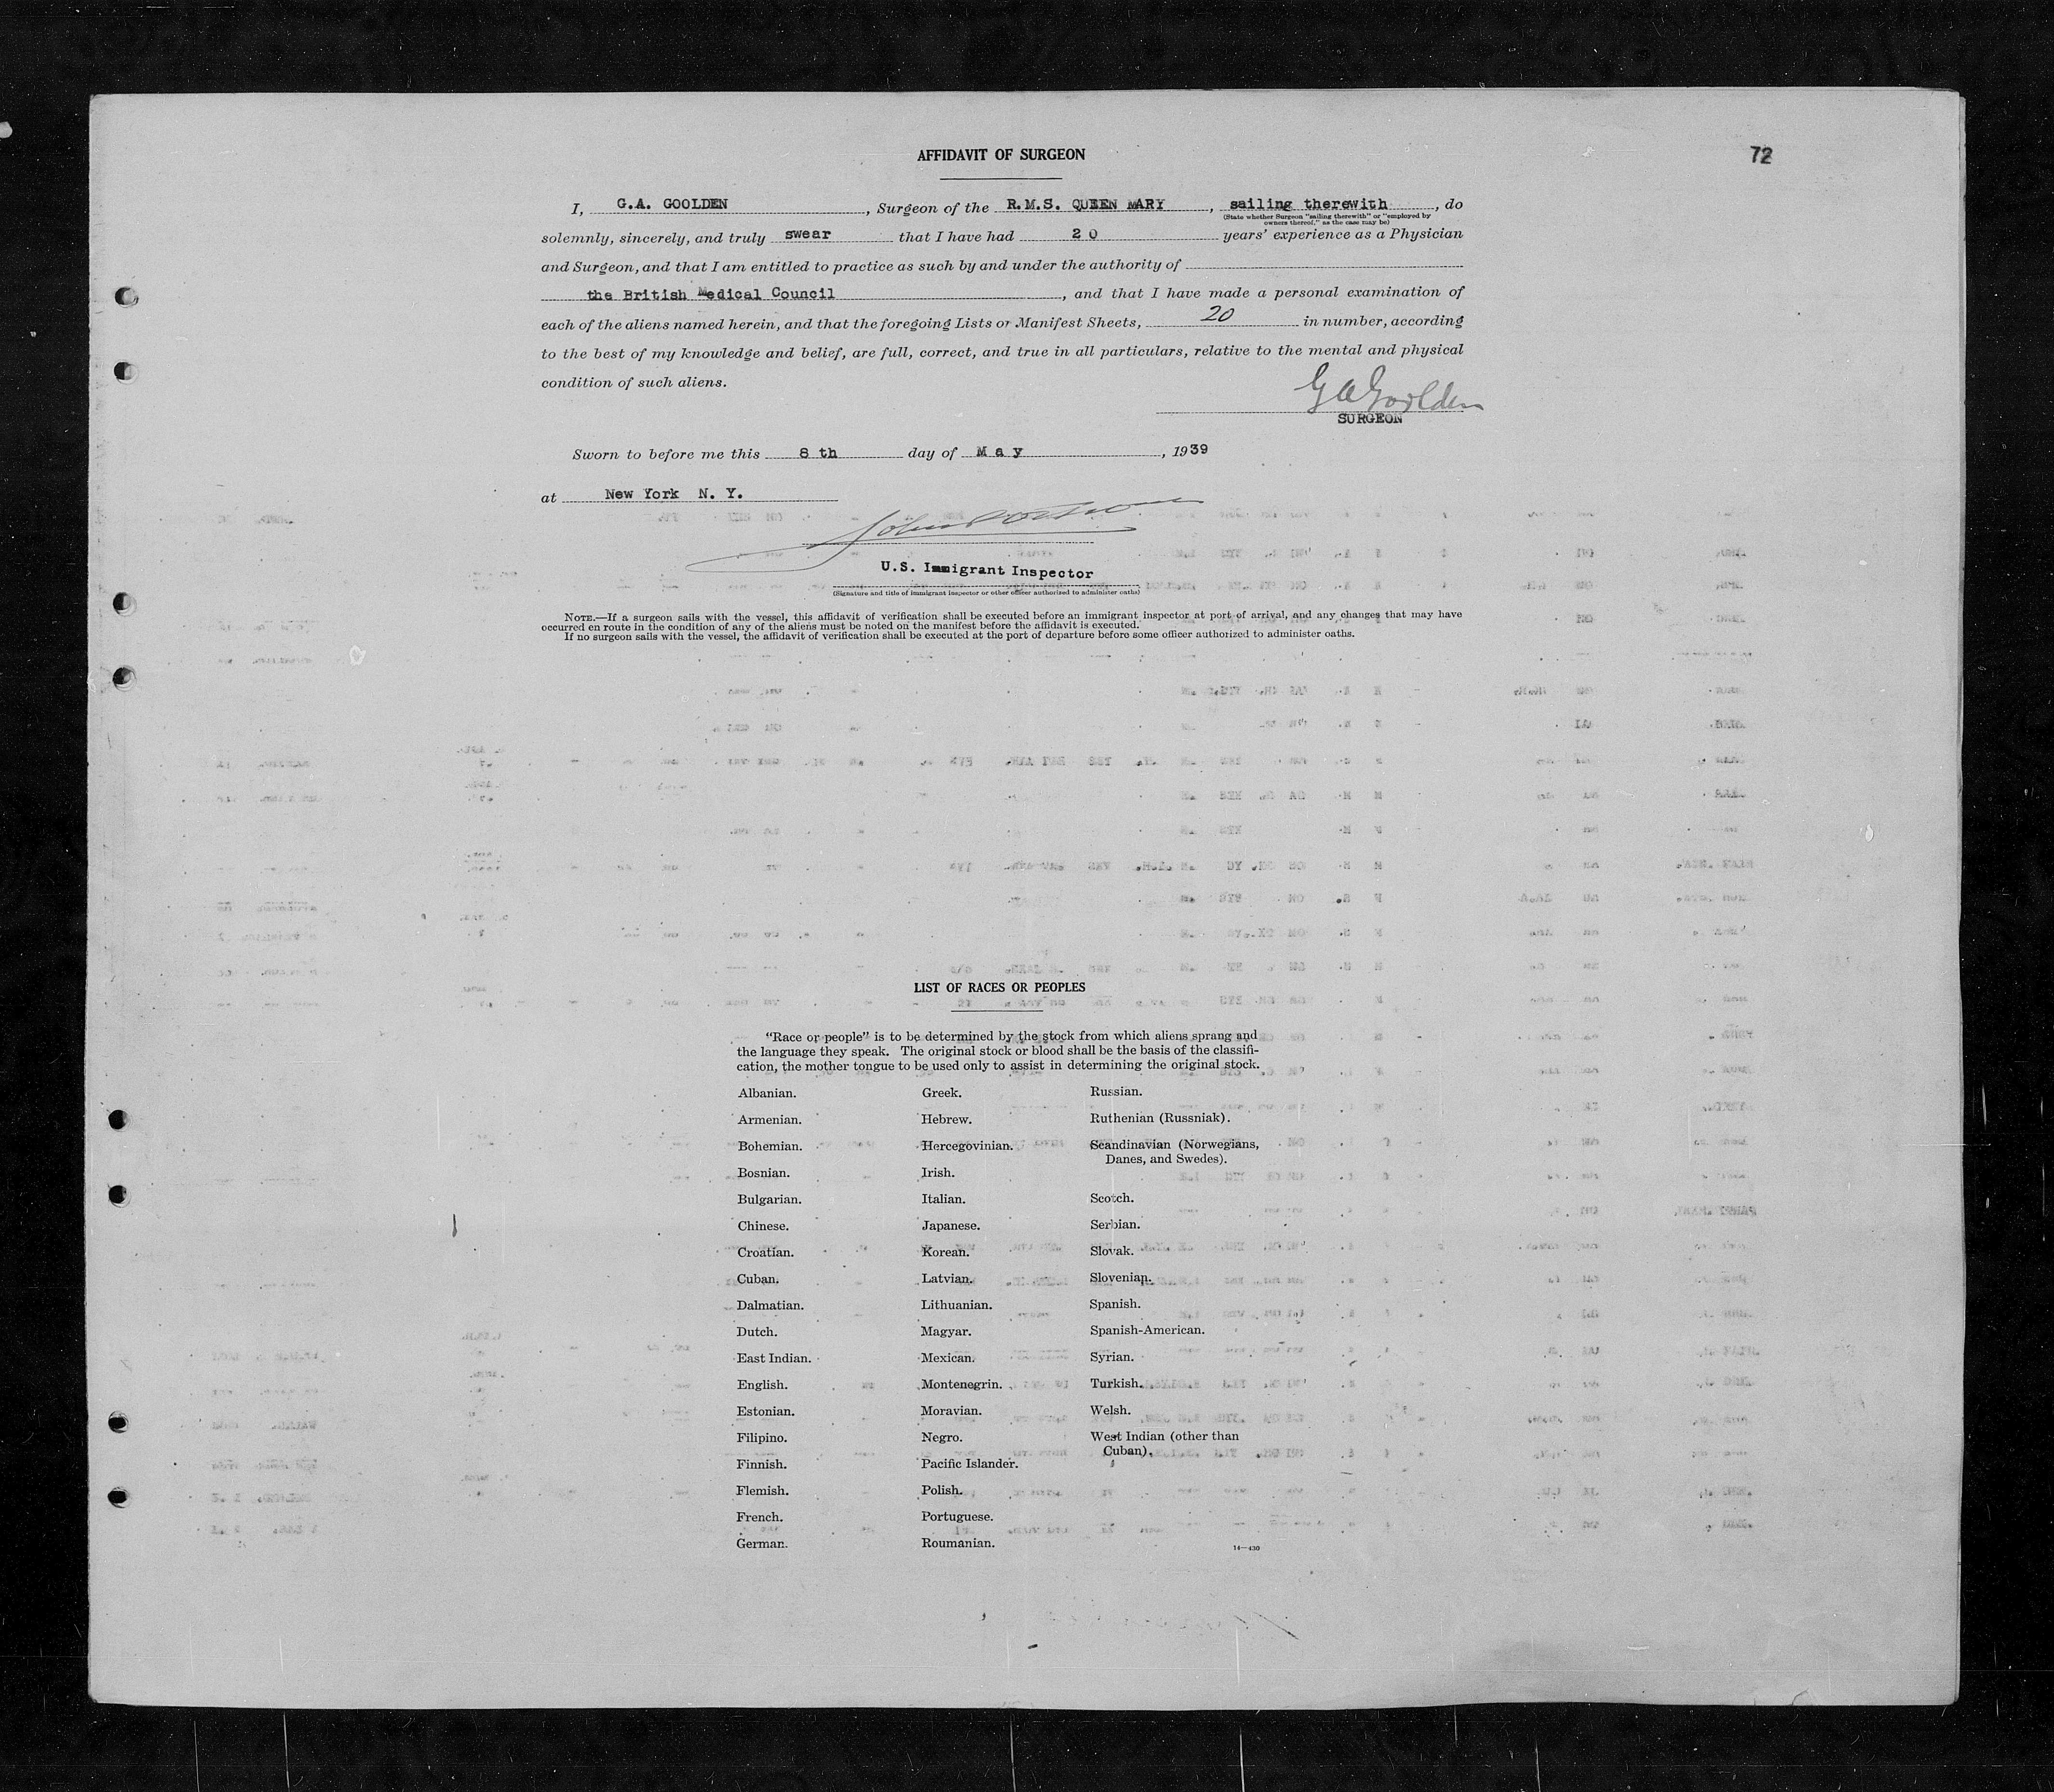 AFFIDAVIT OF SURGEON
72
I, G.A. GOOLDEN, Surgeon of the R.M.S. QUEEN MARY, sailing therewith, do
(State whether Surgeon "sailing therewith" or "employed by
owners thereof," as the case may be)
solemnly, sincerely, and truly swear that I have had 20 years' experience as a Physician
and Surgeon, and that I am entitled to practice as such by and under the authority of
the British Medical Council, and that I have made a personal examination of
each of the aliens named herein, and that the foregoing Lists or Manifest Sheets, 20 in number, according
to the best of my knowledge and belief, are full, correct, and true in all particulars, relative to the mental and physical
condition of such aliens.
G A Goolden
SURGEON
Sworn to before me this 8th day of May, 1939
at New York N. Y.
U.S. Immigrant Inspector
(Signature and title of immigrant inspector or other officer authorized to administer oaths)
NOTE.—If a surgeon sails with the vessel, this affidavit of verification shall be executed before an immigrant inspector at port of arrival, and any changes that may have
occurred en route in the condition of any of the aliens must be noted on the manifest before the affidavit is executed.
If no surgeon sails with the vessel, the affidavit of verification shall be executed at the port of departure before some officer authorized to administer oaths.
LIST OF RACES OR PEOPLES
"Race or people" is to be determined by the stock from which aliens sprang and
the language they speak. The original stock or blood shall be the basis of the classifi-
cation, the mother tongue to be used only to assist in determining the original stock.
Albanian.
Armenian.
Bohemian.
Bosnian.
Bulgarian.
Chinese.
Croatian.
Cuban.
Dalmatian.
Dutch.
East Indian.
English.
Estonian.
Filipino.
Finnish.
Flemish.
French.
German.
Greek.
Hebrew.
Hercegovinian.
Irish.
Italian.
Japanese.
Korean.
Latvian.
Lithuanian.
Magyar.
Mexican.
Montenegrin.
Moravian.
Negro.
Pacific Islander.
Polish.
Portuguese.
Roumanian.
Russian.
Ruthenian (Russniak).
Scandinavian (Norwegians,
Danes, and Swedes).
Scotch.
Serbian.
Slovak.
Slovenian.
Spanish.
Spanish-American.
Syrian.
Turkish.
Welsh.
West Indian (other than
Cuban).
14—430